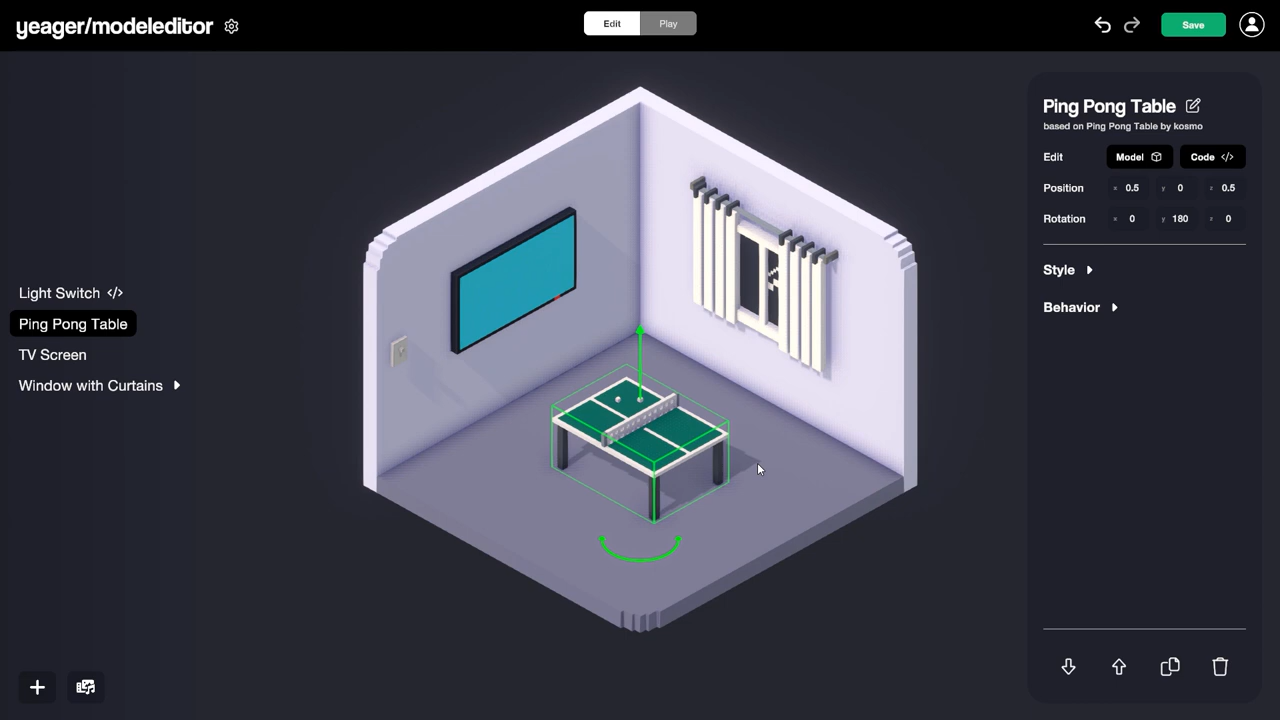 yeager/modeleditor
Edit Play
Save
Light Switch </>
Ping Pong Table
TV Screen
Window with Curtains
Ping Pong Table
based on Ping Pong Table by kosmo
Edit Model Code </>
Position x 0.5 y 0 z 0.5
Rotation x 0 y 180 z 0
Style
Behavior